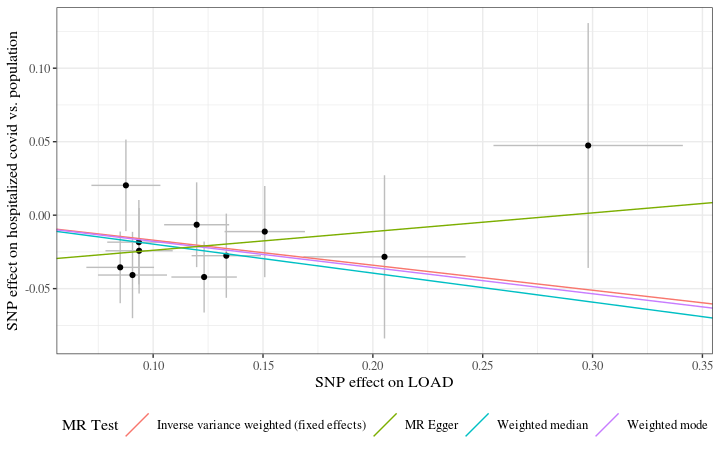 SNP effect on hospitalized covid vs. population
0.10
0.05
0.00
-0.05
0.10 0.15 0.20 0.25 0.30 0.35
SNP effect on LOAD
MR Test Inverse variance weighted (fixed effects) MR Egger Weighted median Weighted mode